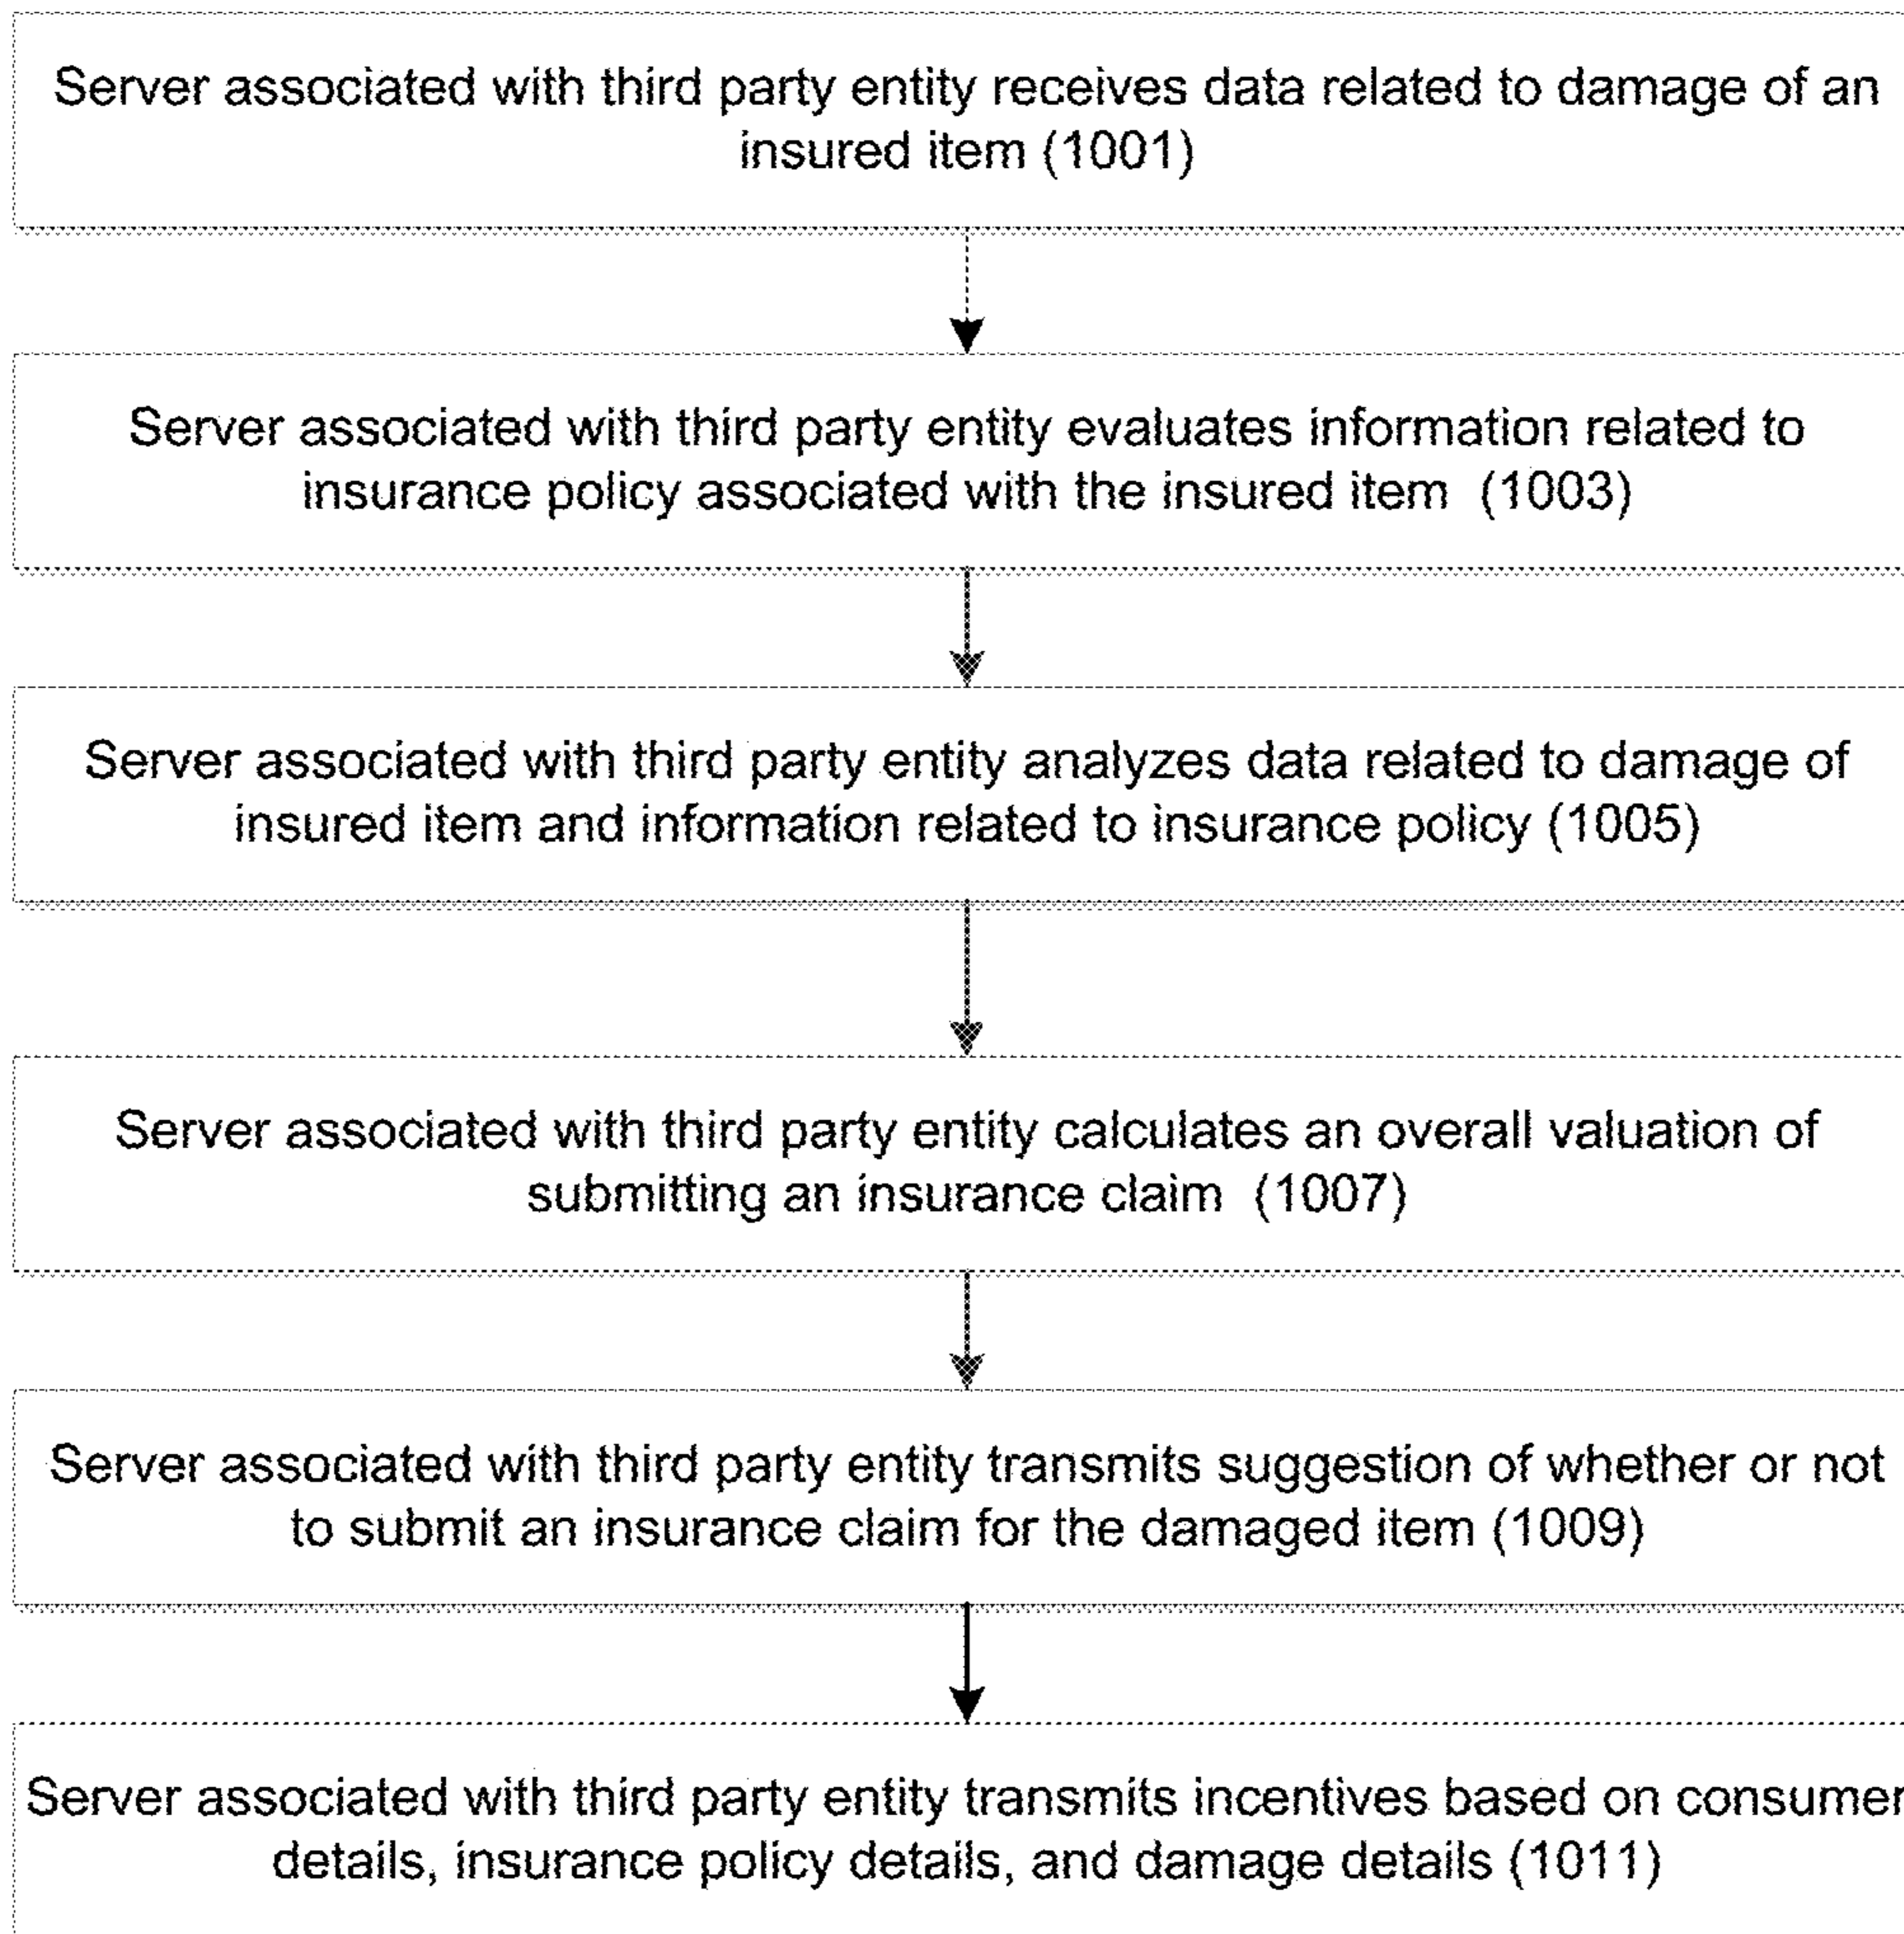 Server associated with third party entity receives data related to damage of an
insured item (1001)
Server associated with third party entity evaluates information related to
insurance policy associated with the insured item (1003)
Server associated with third party entity analyzes data related to damage of
insured item and information related to insurance policy (1005)
Server associated with third party entity calculates an overall valuation of
submitting an insurance claim (1007)
Server associated with third party entity transmits suggestion of whether or not
to submit an insurance claim for the damaged item (1009)
Server associated with third party entity transmits incentives based on consumer
details, insurance policy details, and damage details (1011)